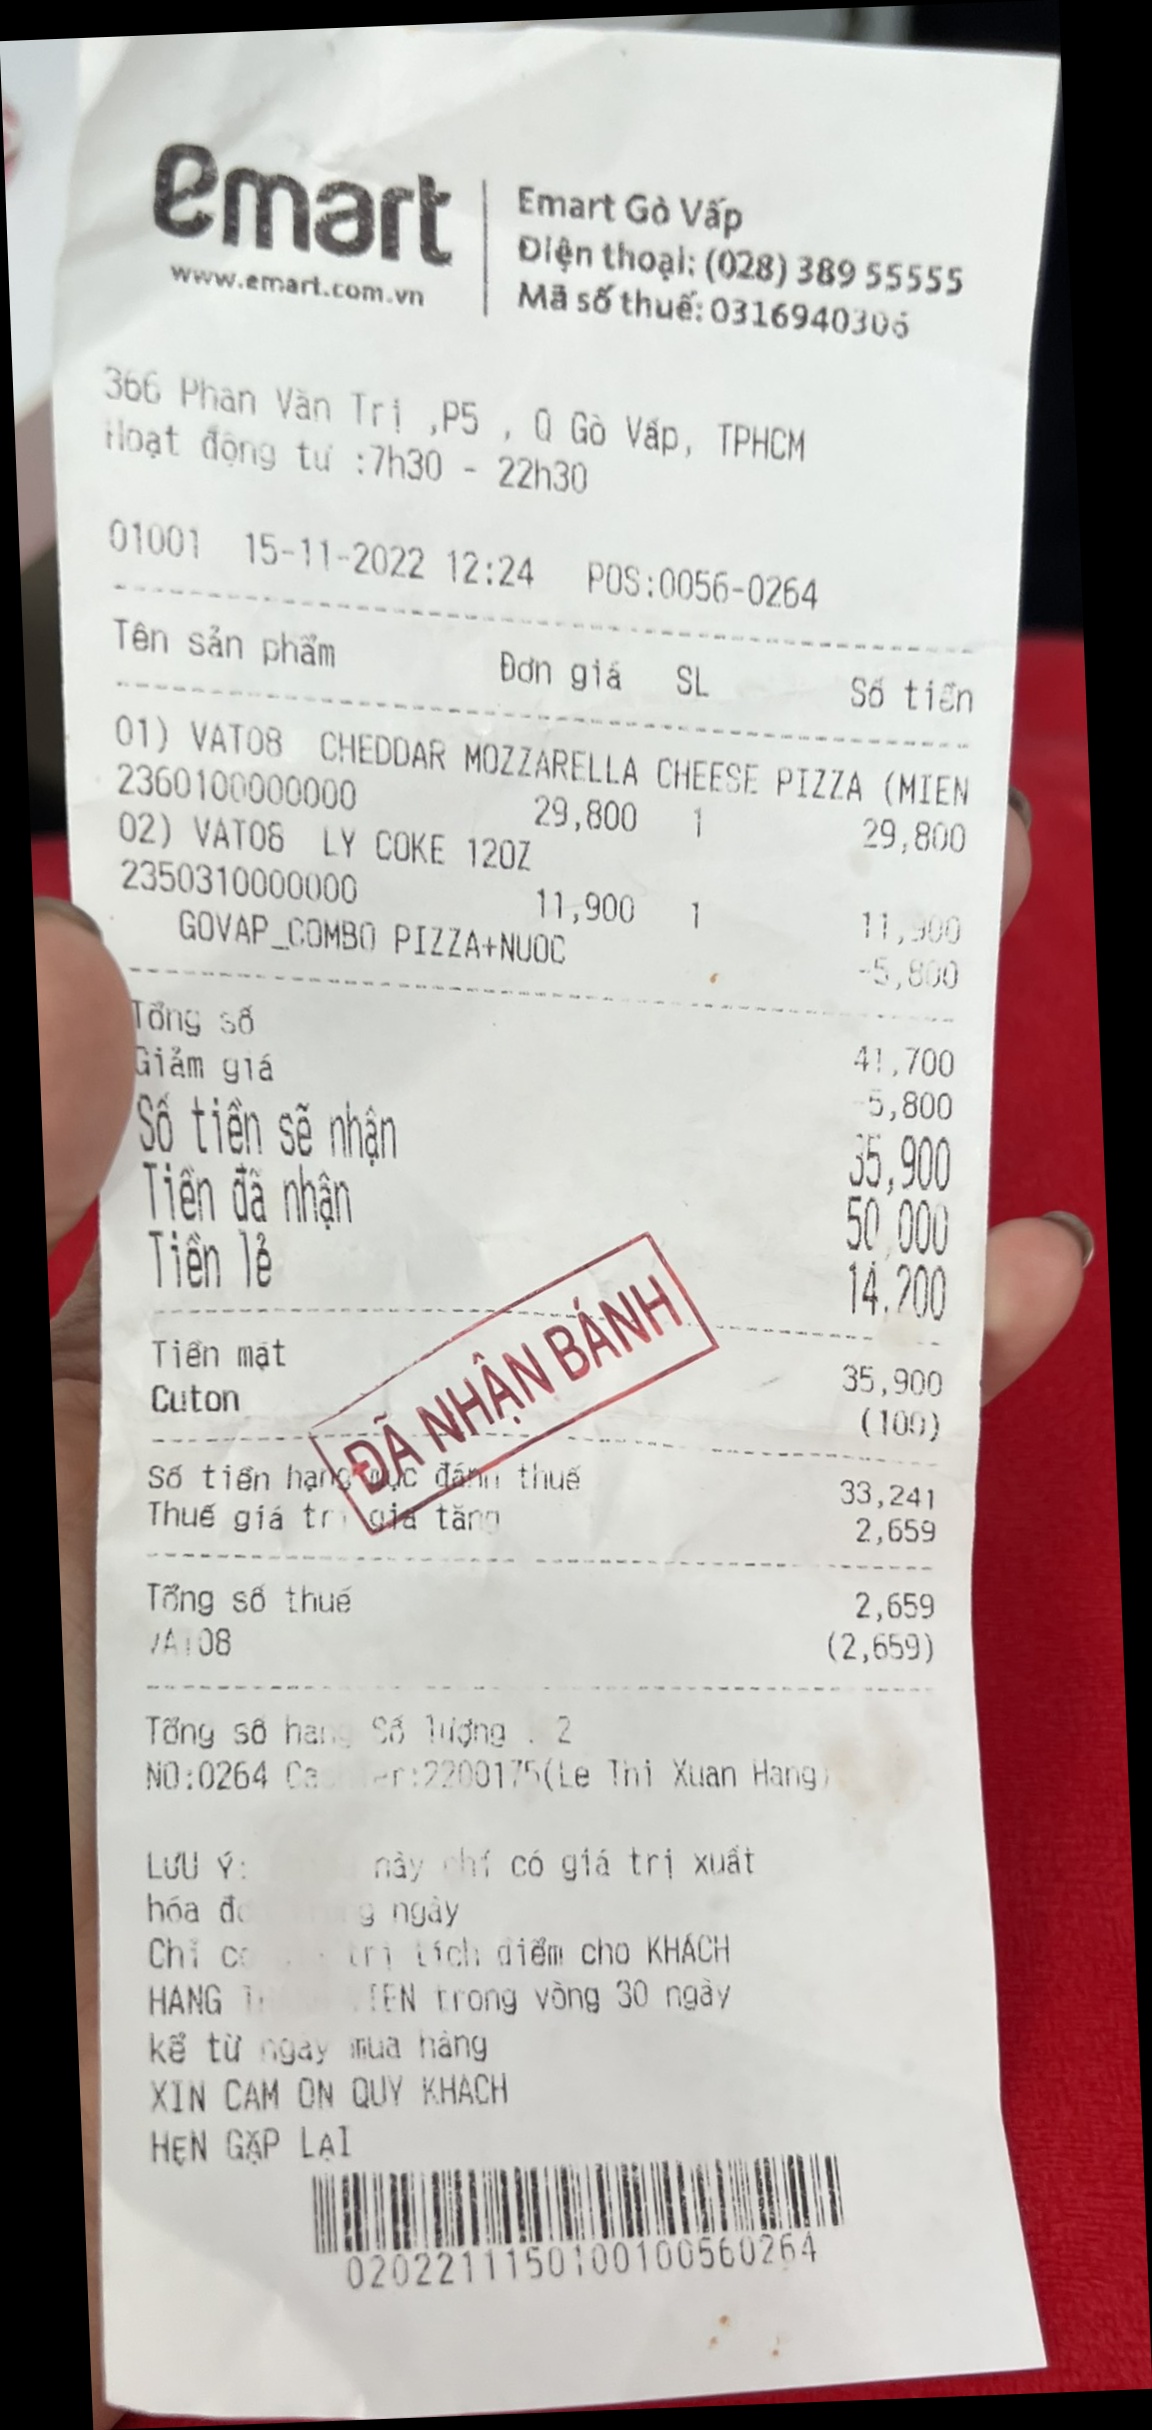 emart
www.emart.com.vn
Emart Gò Vấp
Điện thoại: (028) 389 55555
Mã số thuế: 0316940306
366 Phan Văn Trị ,P5 , Q Gò Vấp, TPHCM
Hoạt động từ :7h30 - 22h30
01001 15-11-2022 12:24 POS:0056-0264
Tên sản phẩm Đơn giá SL Số tiền
01) VAT08 CHEDDAR MOZZARELLA CHEESE PIZZA (MIEN
2360100000000 29,800 1 29,800
02) VAT08 LY COKE 12OZ
2350310000000 11,900 1 11,900
GOVAP_COMBO PIZZA+NUOC -5,800
Tổng số 41,700
Giảm giá -5,800
Số tiền sẽ nhận 35,900
Tiền đã nhận 50,000
Tiền lẻ 14,200
Tiền mặt 35,900
Cuton (100)
ĐÃ NHẬN BÁNH
Số tiền hạng mục đánh thuế 33,241
Thuế giá trị gia tăng 2,659
Tổng số thuế 2,659
VAT08 (2,659)
Tổng số hang Số lượng : 2
NO:0264 Cashier:2200175(Le Thi Xuan Hang)
LƯU Ý: này chỉ có giá trị xuất
hóa ngày
Chỉ trị tích điểm cho KHÁCH
HÀNG trong vòng 30 ngày
kể từ ngày mua hàng
XIN CAM ON QUY KHACH
HẸN GẶP LẠI
0202211150100100560264